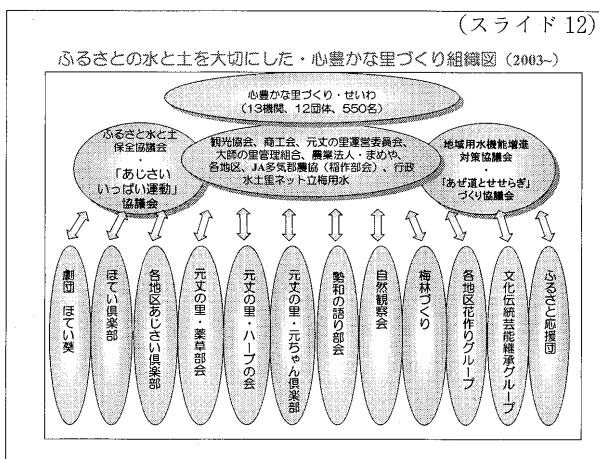 (スライド12)
ふるさとの水と土を大切にした・心豊かな里づくり組織図(2003~)
心豊かな里づくり・せいわ
(13機関、12団体、550名)
ふるさと水と土
保全協議会
・
「あじさい
いっぱい運動」
協議会
観光協会、商工会、元丈の里運営委員会、
大師の里管理組合、農業法人・まめや、
各地区、JA多気郡農協(稲作部会)、行政
水土里ネット立梅用水
地域用水機能増進
対策協議会
・
「あぜ道とせせらぎ」
づくり協議会
劇団 ほてい葵
ほてい倶楽部
各地区あじさい倶楽部
元丈の里・薬草部会
元丈の里・ハーブの会
元丈の里・元ちゃん倶楽部
勢和の語り部会
自然観察会
梅林づくり
各地区花作りグループ
文化伝統芸能継承グループ
ふるさと応援団